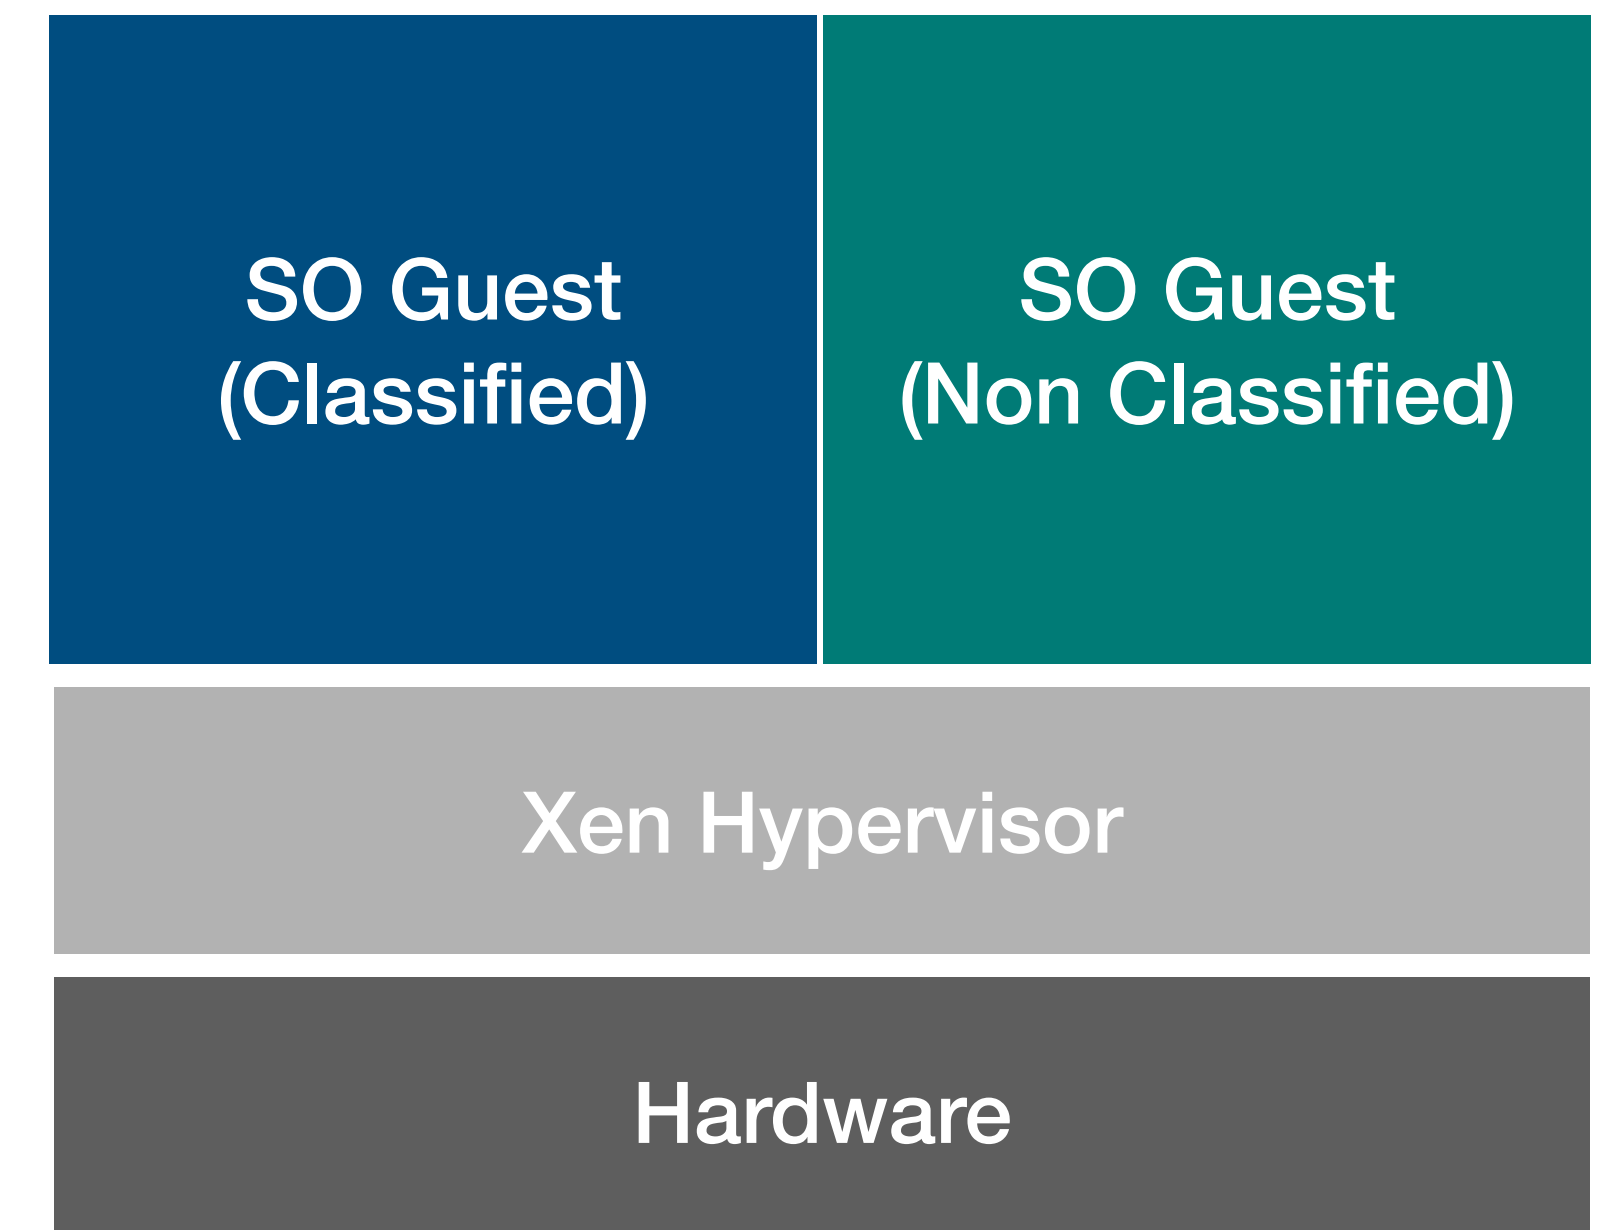 SO Guest
(Classified)
SO Guest
(Non Classified)
Xen Hypervisor
Hardware